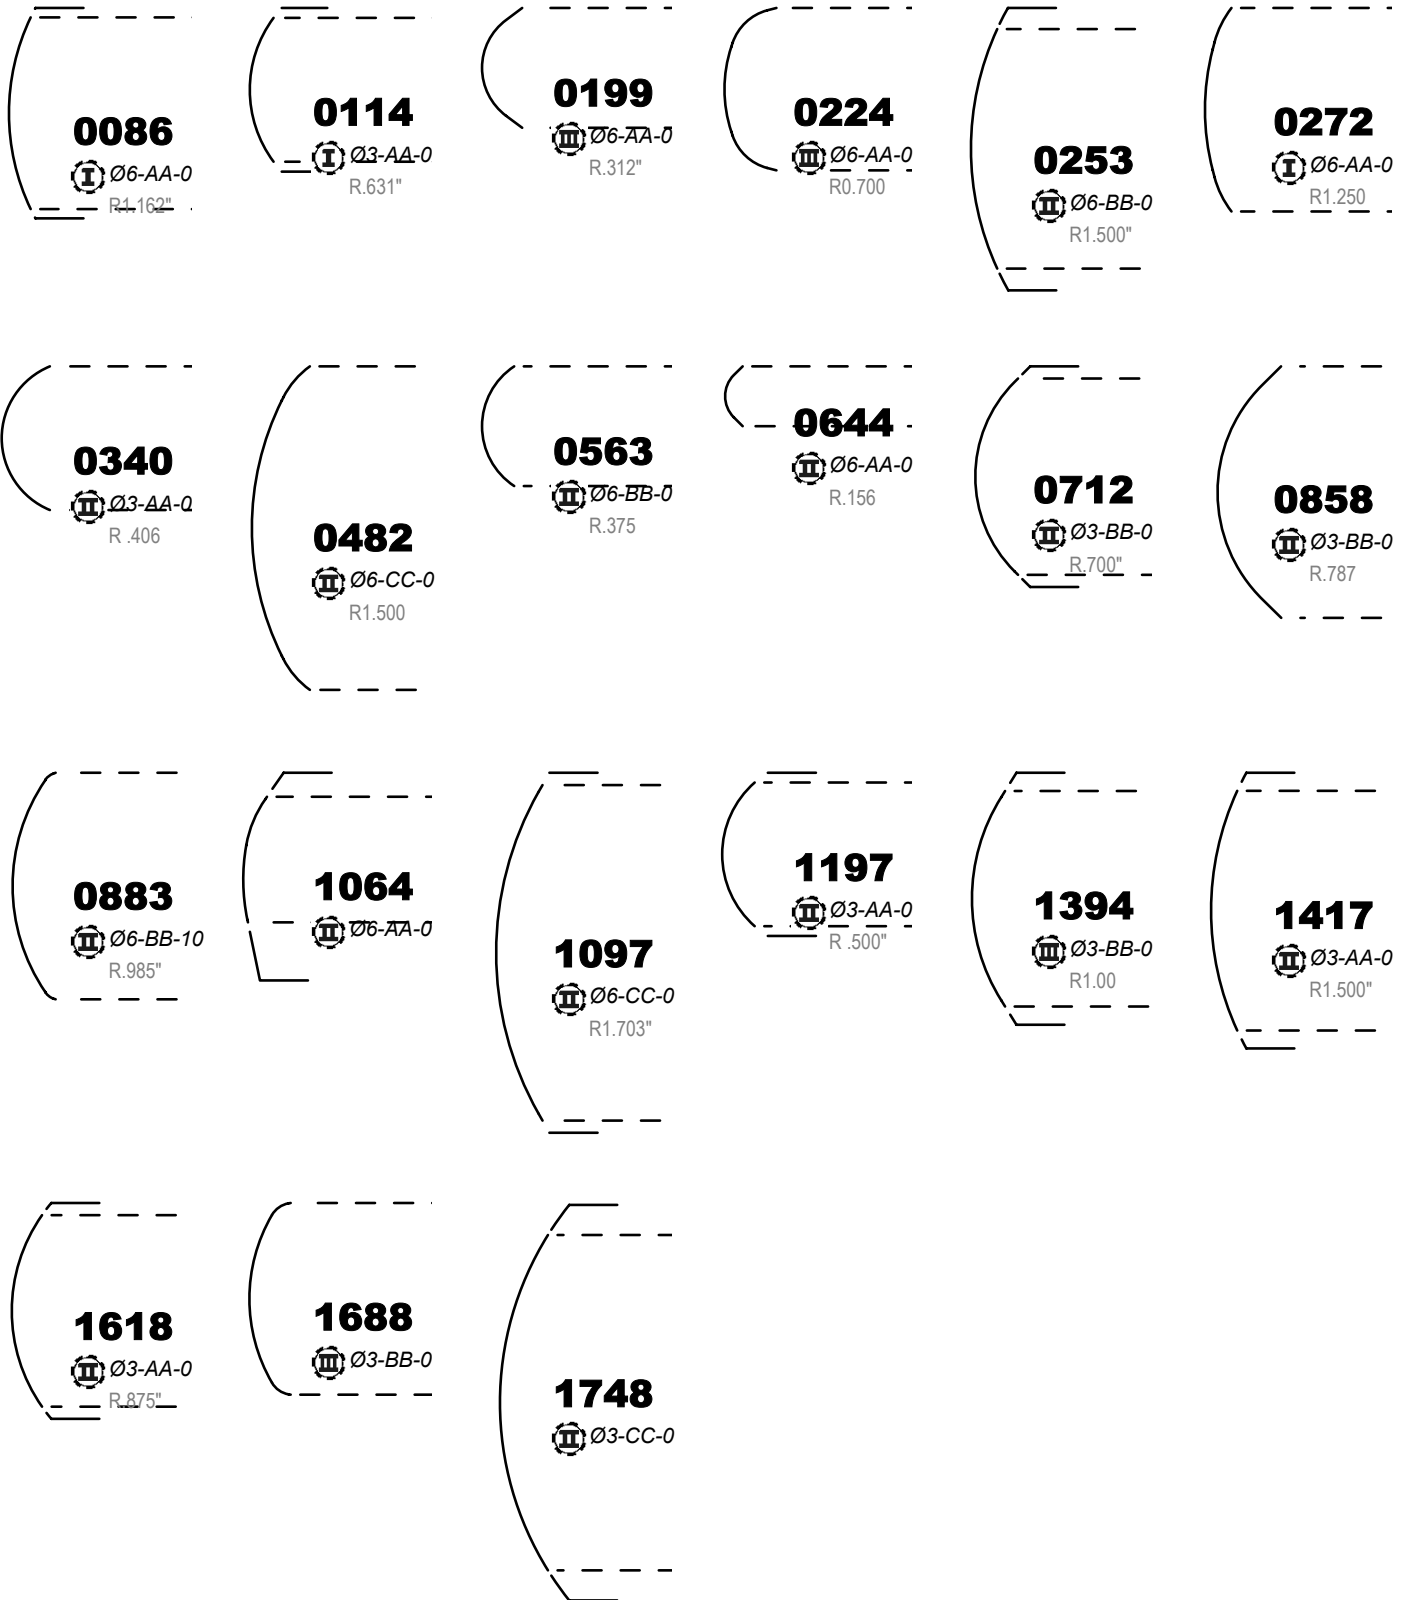 0086
I Ø6-AA-0
R1.162"
0114
I Ø3-AA-0
R.631"
0199
III Ø6-AA-0
R.312"
0224
III Ø6-AA-0
R0.700
0253
II Ø6-BB-0
R1.500"
0272
I Ø6-AA-0
R1.250
0340
II Ø3-AA-0
R .406
0482
II Ø6-CC-0
R1.500
0563
II Ø6-BB-0
R.375
0644
II Ø6-AA-0
R.156
0712
II Ø3-BB-0
R.700"
0858
II Ø3-BB-0
R.787
0883
II Ø6-BB-10
R.985"
1064
II Ø6-AA-0
1097
II Ø6-CC-0
R1.703"
1197
II Ø3-AA-0
R .500"
1394
III Ø3-BB-0
R1.00
1417
II Ø3-AA-0
R1.500"
1618
II Ø3-AA-0
R.875"
1688
III Ø3-BB-0
1748
II Ø3-CC-0